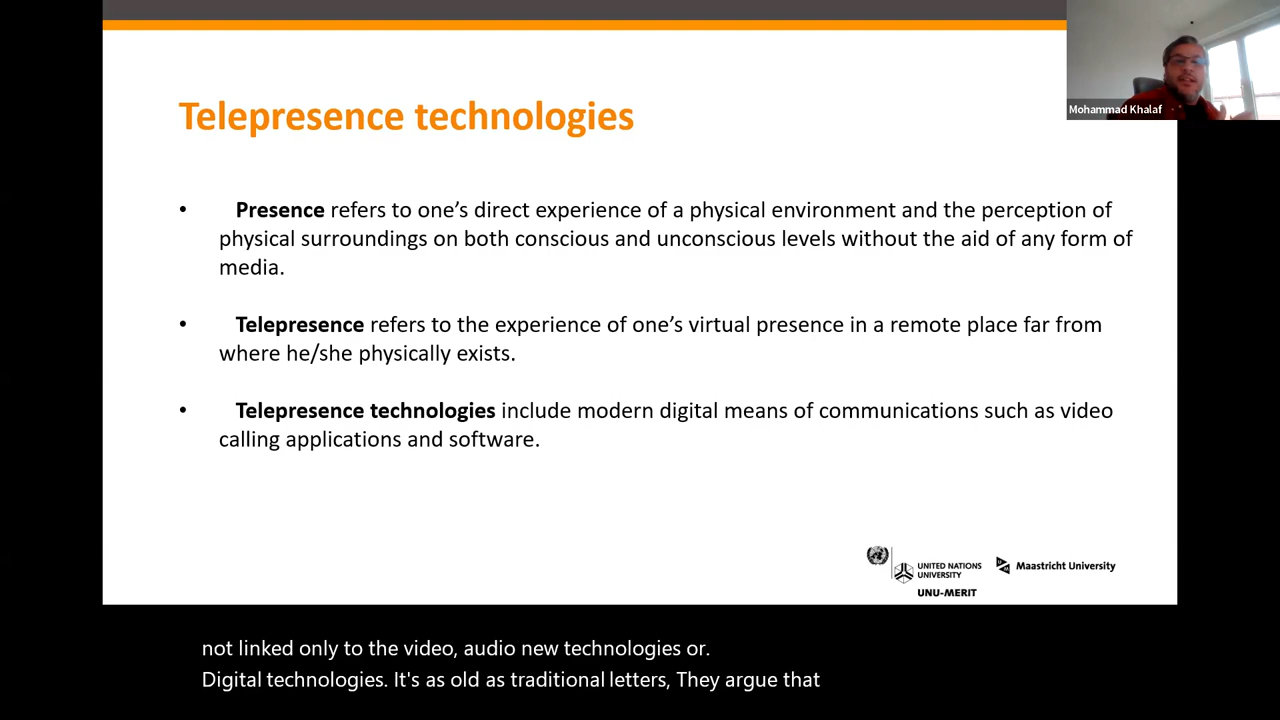 Telepresence technologies
Mohammad Khalaf
• Presence refers to one’s direct experience of a physical environment and the perception of
physical surroundings on both conscious and unconscious levels without the aid of any form of
media.
• Telepresence refers to the experience of one’s virtual presence in a remote place far from
where he/she physically exists.
• Telepresence technologies include modern digital means of communications such as video
calling applications and software.
UNITED NATIONS
UNIVERSITY
UNU-MERIT
Maastricht University
not linked only to the video, audio new technologies or.
Digital technologies. It's as old as traditional letters, They argue that